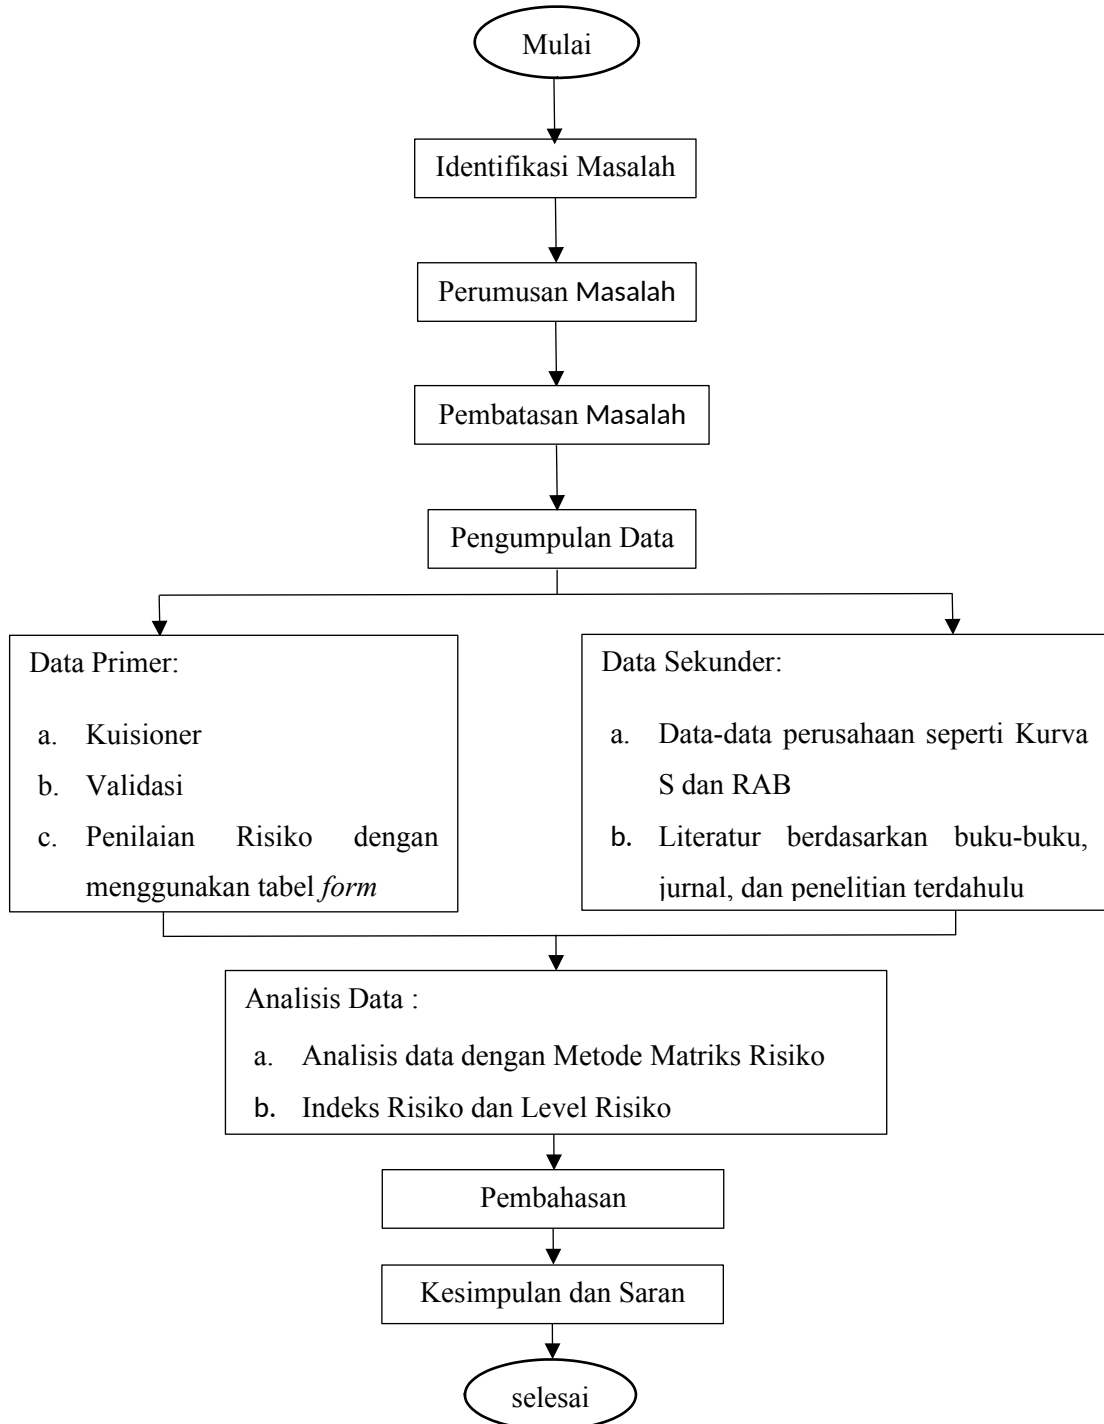 Mulai
Identifikasi Masalah
Perumusan Masalah
Pembatasan Masalah
Pengumpulan Data
Data Primer:
a. Kuisioner
b. Validasi
c. Penilaian Risiko dengan
menggunakan tabel form
Data Sekunder:
a. Data-data perusahaan seperti Kurva
S dan RAB
b. Literatur berdasarkan buku-buku,
jurnal, dan penelitian terdahulu
Analisis Data :
a. Analisis data dengan Metode Matriks Risiko
b. Indeks Risiko dan Level Risiko
Pembahasan
Kesimpulan dan Saran
selesai